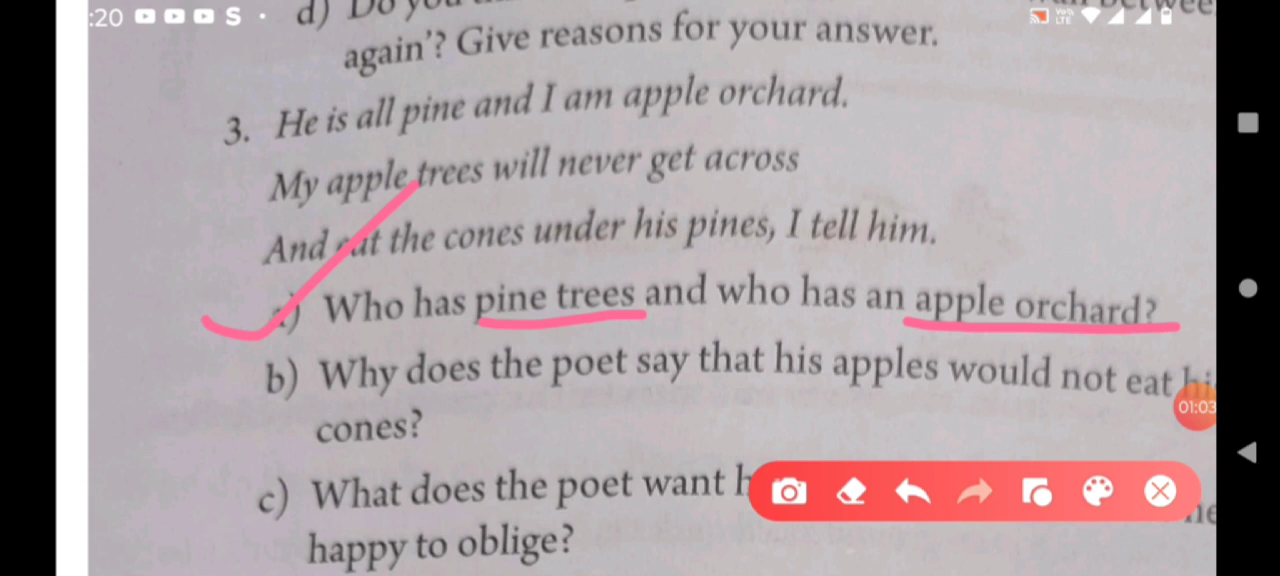 :20 S
d) Do you
again'? Give reasons for your answer.
3. He is all pine and I am apple orchard.
My apple trees will never get across
And eat the cones under his pines, I tell him.
a) Who has pine trees and who has an apple orchard?
b) Why does the poet say that his apples would not eat hi
cones?
01:03
c) What does the poet want h
happy to oblige?